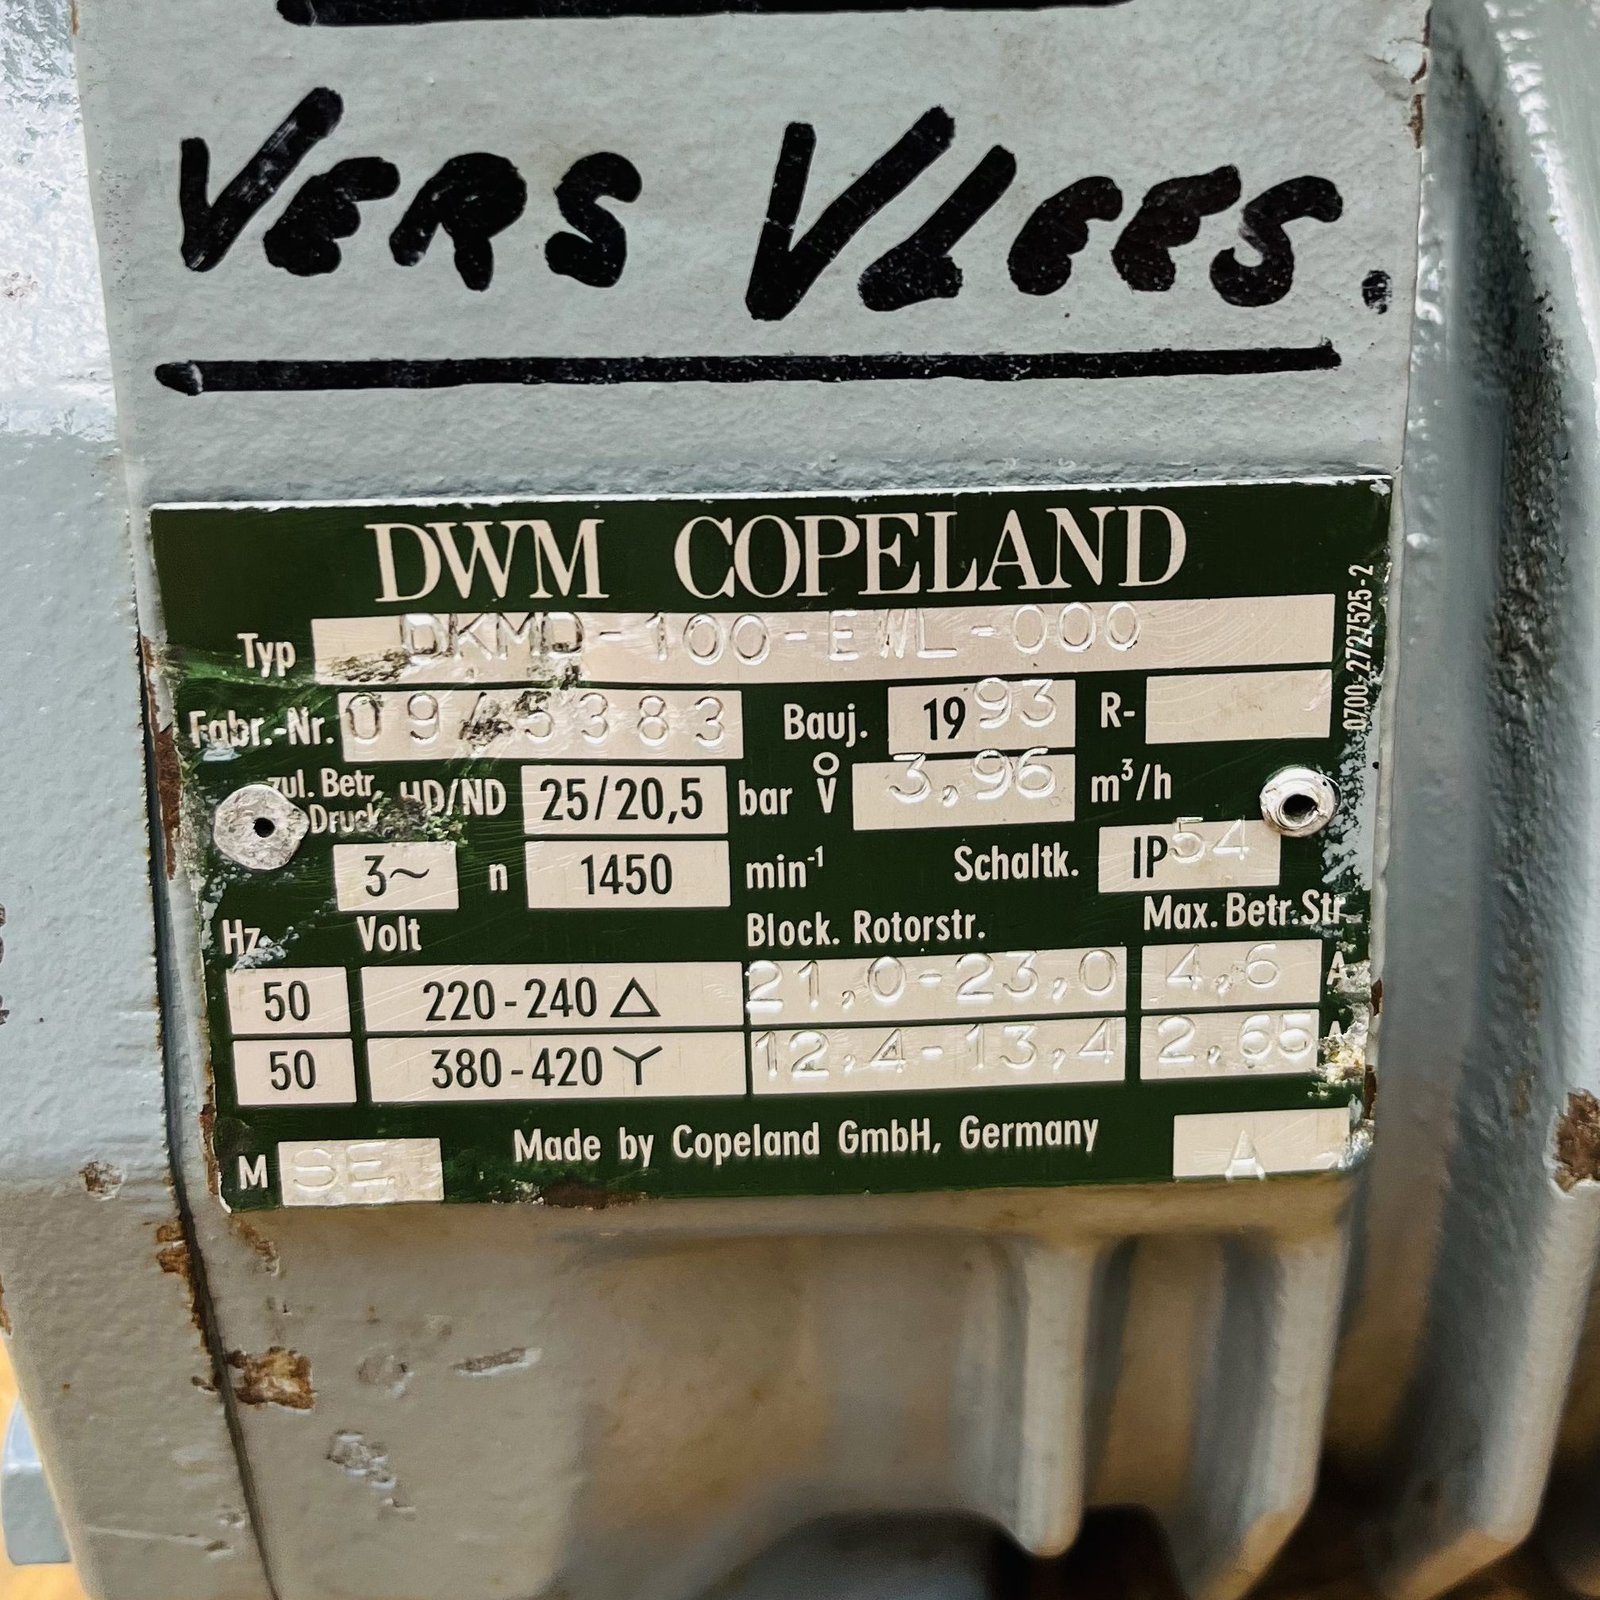 VERS VLEES.
DWM COPELAND
Typ DKMD-100-EWL-000
Fabr.-Nr. 09 5383 Bauj. 1993 R-
zul. Betr. Druck HD/ND 25/20,5 bar V̊ 3,96 m³/h
3~ n 1450 min⁻¹ Schaltk. IP54
Hz Volt Block. Rotorstr. Max. Betr. Str.
50 220-240 △ 21,0-23,0 4,6 A
50 380-420 Y 12,4-13,4 2,65 A
M SE Made by Copeland GmbH, Germany A
0700-2727525-2